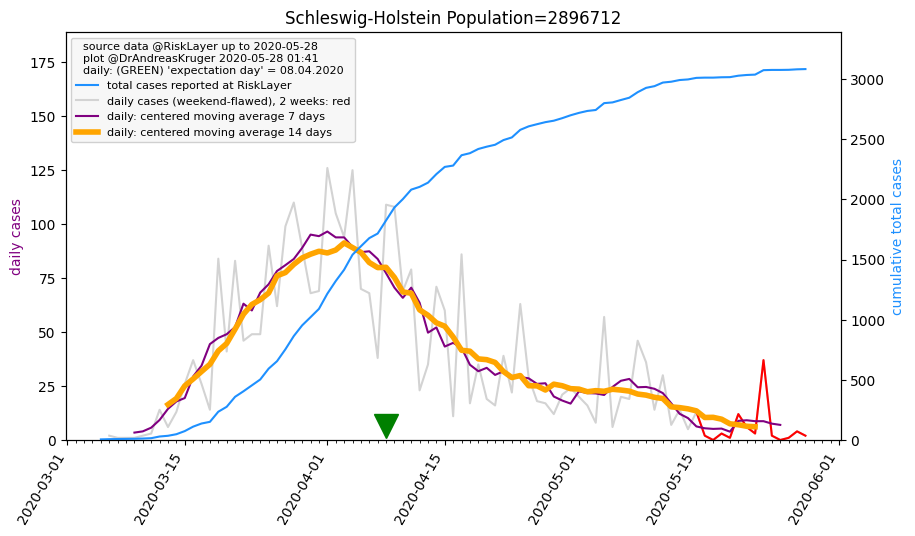 Schleswig-Holstein Population=2896712
source data @RiskLayer up to 2020-05-28
plot @DrAndreasKruger 2020-05-28 01:41
daily: (GREEN) 'expectation day' = 08.04.2020
total cases reported at RiskLayer
daily cases (weekend-flawed), 2 weeks: red
daily: centered moving average 7 days
daily: centered moving average 14 days
daily cases
175
150
125
100
75
50
25
0
cumulative total cases
3000
2500
2000
1500
1000
500
0
2020-03-01
2020-03-15
2020-04-01
2020-04-15
2020-05-01
2020-05-15
2020-06-01